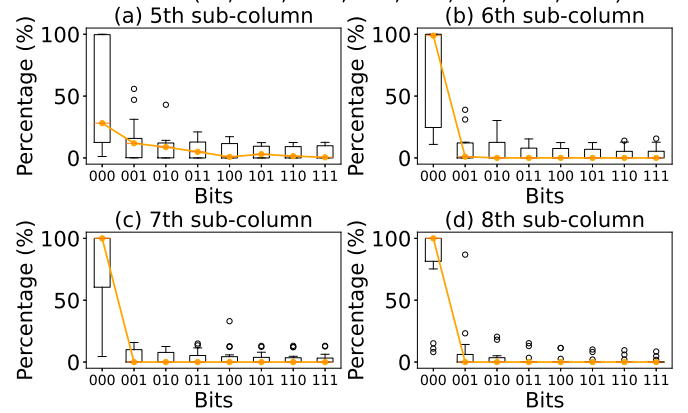 (a) 5th sub-column
(b) 6th sub-column
Percentage (%)
100
50
0
000 001 010 011 100 101 110 111
Bits
Percentage (%)
100
50
0
000 001 010 011 100 101 110 111
Bits
(c) 7th sub-column
(d) 8th sub-column
Percentage (%)
100
50
0
000 001 010 011 100 101 110 111
Bits
Percentage (%)
100
50
0
000 001 010 011 100 101 110 111
Bits